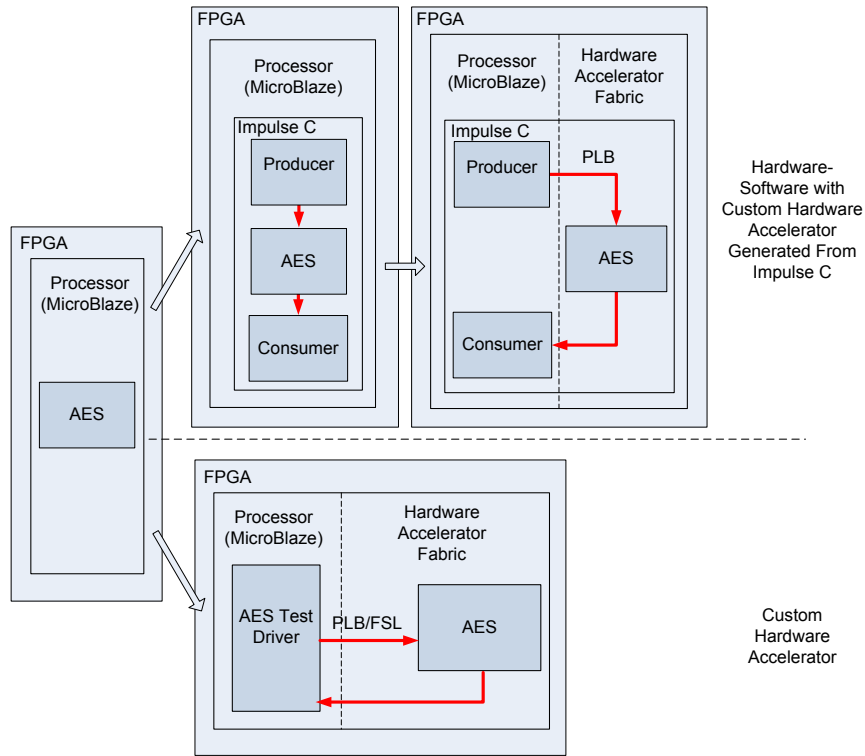 FPGA
Processor
(MicroBlaze)
AES
FPGA
Processor
(MicroBlaze)
Impulse C
Producer
AES
Consumer
FPGA
Processor
(MicroBlaze)
Hardware
Accelerator
Fabric
Impulse C
Producer
PLB
AES
Consumer
Hardware-
Software with
Custom Hardware
Accelerator
Generated From
Impulse C
FPGA
Processor
(MicroBlaze)
Hardware
Accelerator
Fabric
AES Test
Driver
PLB/FSL
AES
Custom
Hardware
Accelerator